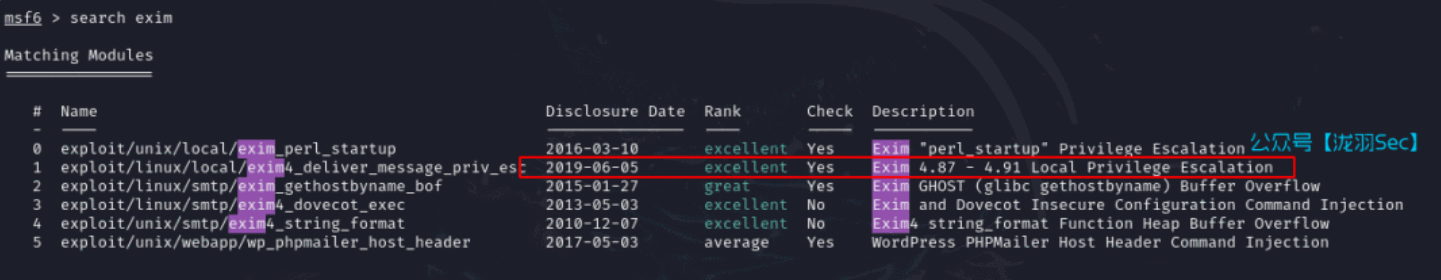 msf6 > search exim
Matching Modules
# Name Disclosure Date Rank Check Description
- ---- --------------- ---- ----- -----------
0 exploit/unix/local/exim_perl_startup 2016-03-10 excellent Yes Exim "perl_startup" Privilege Escalation 公众号【泷羽Sec】
1 exploit/linux/local/exim4_deliver_message_priv_esc 2019-06-05 excellent Yes Exim 4.87 - 4.91 Local Privilege Escalation
2 exploit/linux/smtp/exim_gethostbyname_bof 2015-01-27 great Yes Exim GHOST (glibc gethostbyname) Buffer Overflow
3 exploit/linux/smtp/exim4_dovecot_exec 2013-05-03 excellent No Exim and Dovecot Insecure Configuration Command Injection
4 exploit/unix/smtp/exim4_string_format 2010-12-07 excellent No Exim4 string_format Function Heap Buffer Overflow
5 exploit/unix/webapp/wp_phpmailer_host_header 2017-05-03 average Yes WordPress PHPMailer Host Header Command Injection